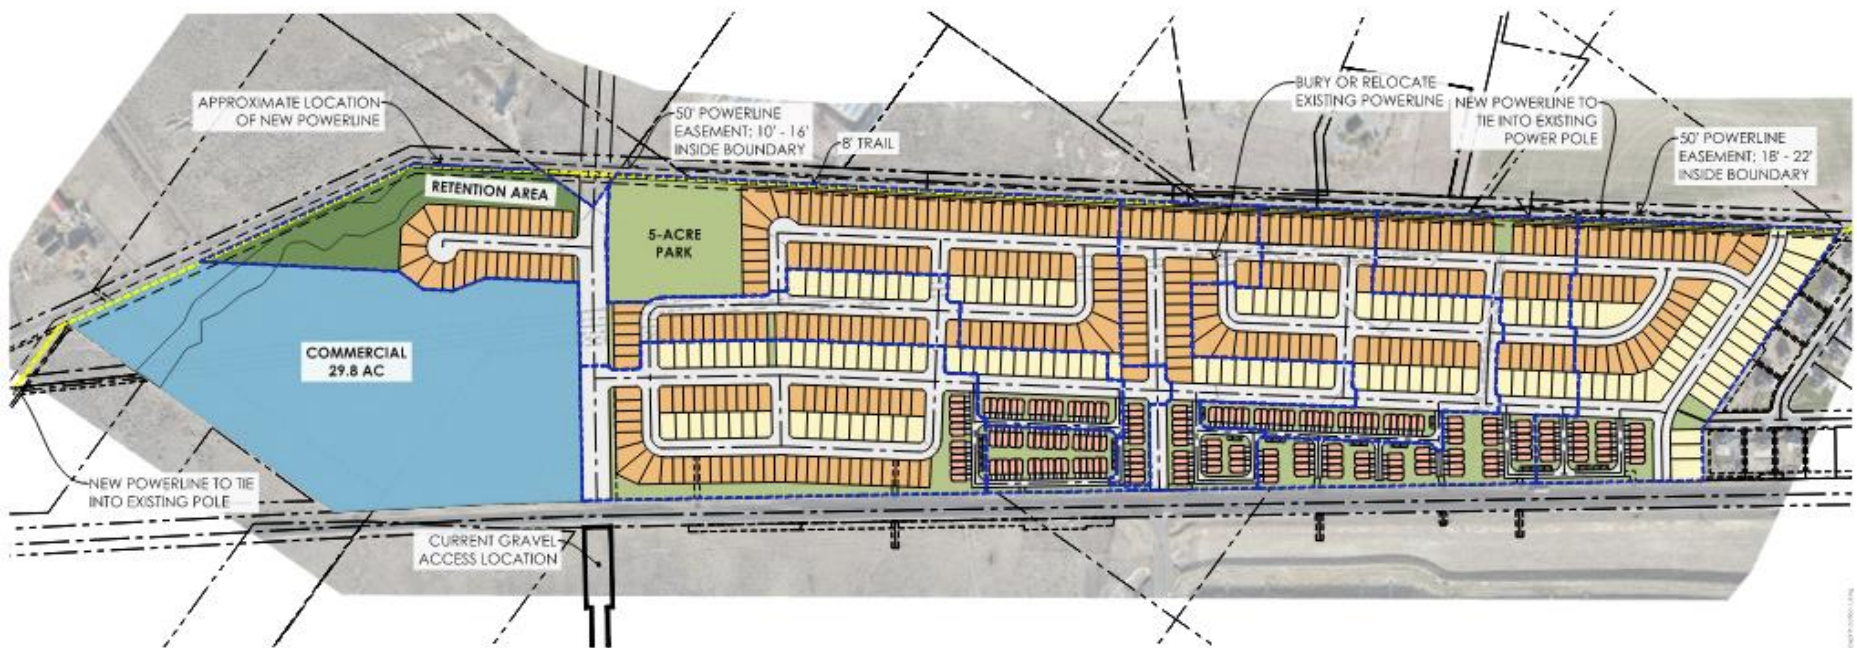 APPROXIMATE LOCATION
OF NEW POWERLINE
50' POWERLINE
EASEMENT; 10' - 16'
INSIDE BOUNDARY
8' TRAIL
BURY OR RELOCATE
EXISTING POWERLINE
NEW POWERLINE TO
TIE INTO EXISTING
POWER POLE
50' POWERLINE
EASEMENT; 18' - 22'
INSIDE BOUNDARY
RETENTION AREA
5-ACRE
PARK
COMMERCIAL
29.8 AC
NEW POWERLINE TO TIE
INTO EXISTING POLE
CURRENT GRAVEL
ACCESS LOCATION